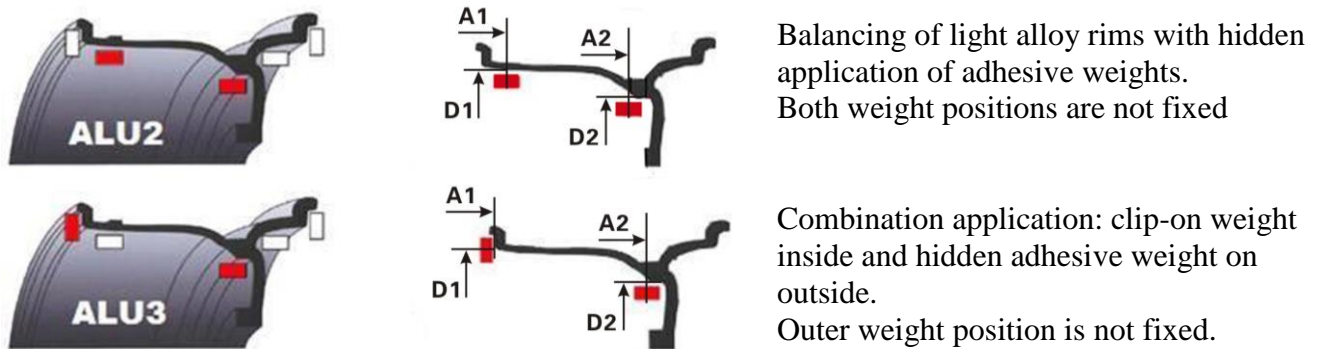 A1
A2
D1
D2
ALU2
Balancing of light alloy rims with hidden
application of adhesive weights.
Both weight positions are not fixed
A1
A2
D1
D2
ALU3
Combination application: clip-on weight
inside and hidden adhesive weight on
outside.
Outer weight position is not fixed.